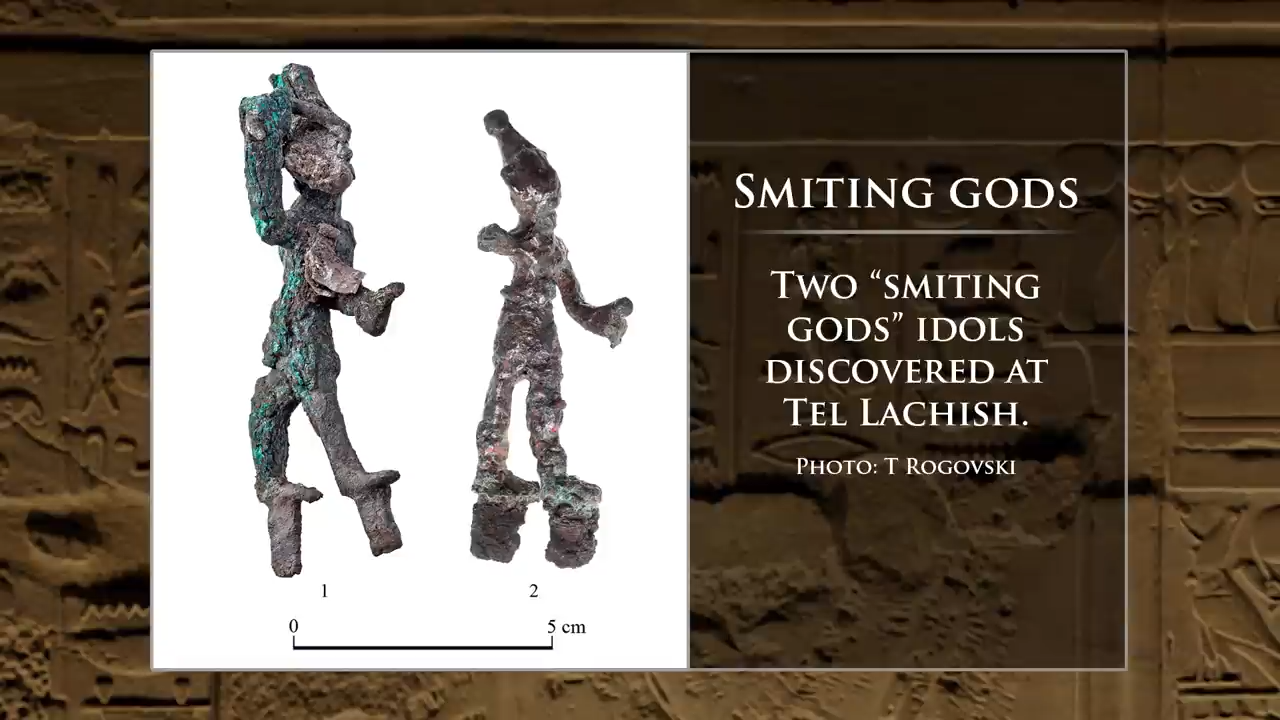 Smiting gods
Two “smiting
gods” idols
discovered at
Tel Lachish.
Photo: T Rogovski
1 2
0 5 cm